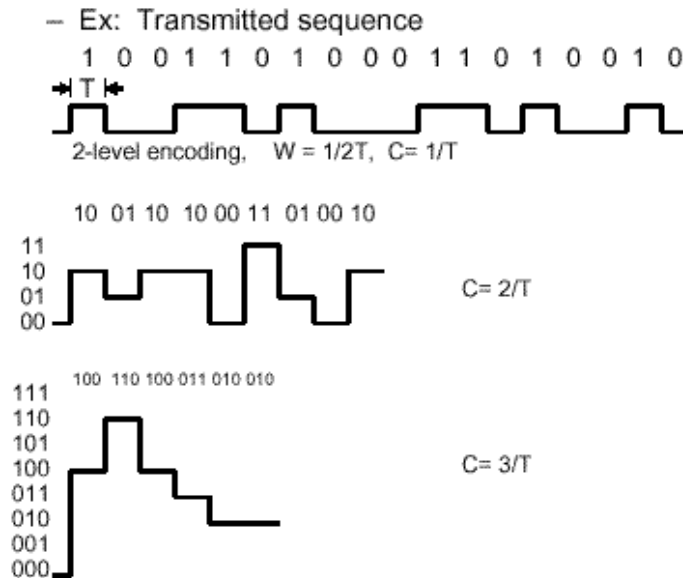 – Ex: Transmitted sequence
1 0 0 1 1 0 1 0 0 0 1 1 0 1 0 0 1 0
T
2-level encoding, W = 1/2T, C= 1/T
10 01 10 10 00 11 01 00 10
11
10
01
00
C= 2/T
100 110 100 011 010 010
111
110
101
100
011
010
001
000
C= 3/T